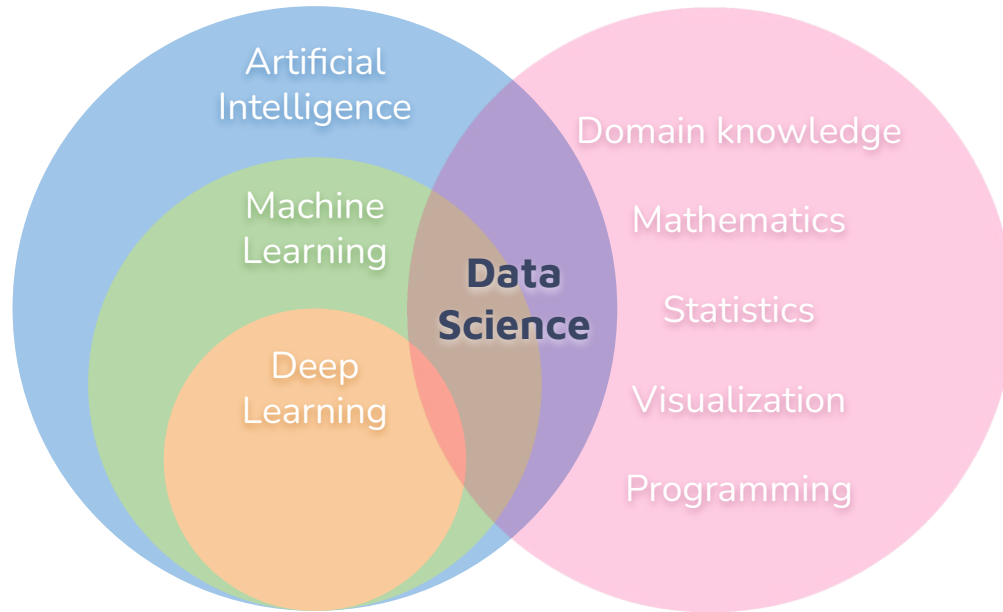 Artificial
Intelligence
Machine
Learning
Deep
Learning
Data
Science
Domain knowledge
Mathematics
Statistics
Visualization
Programming